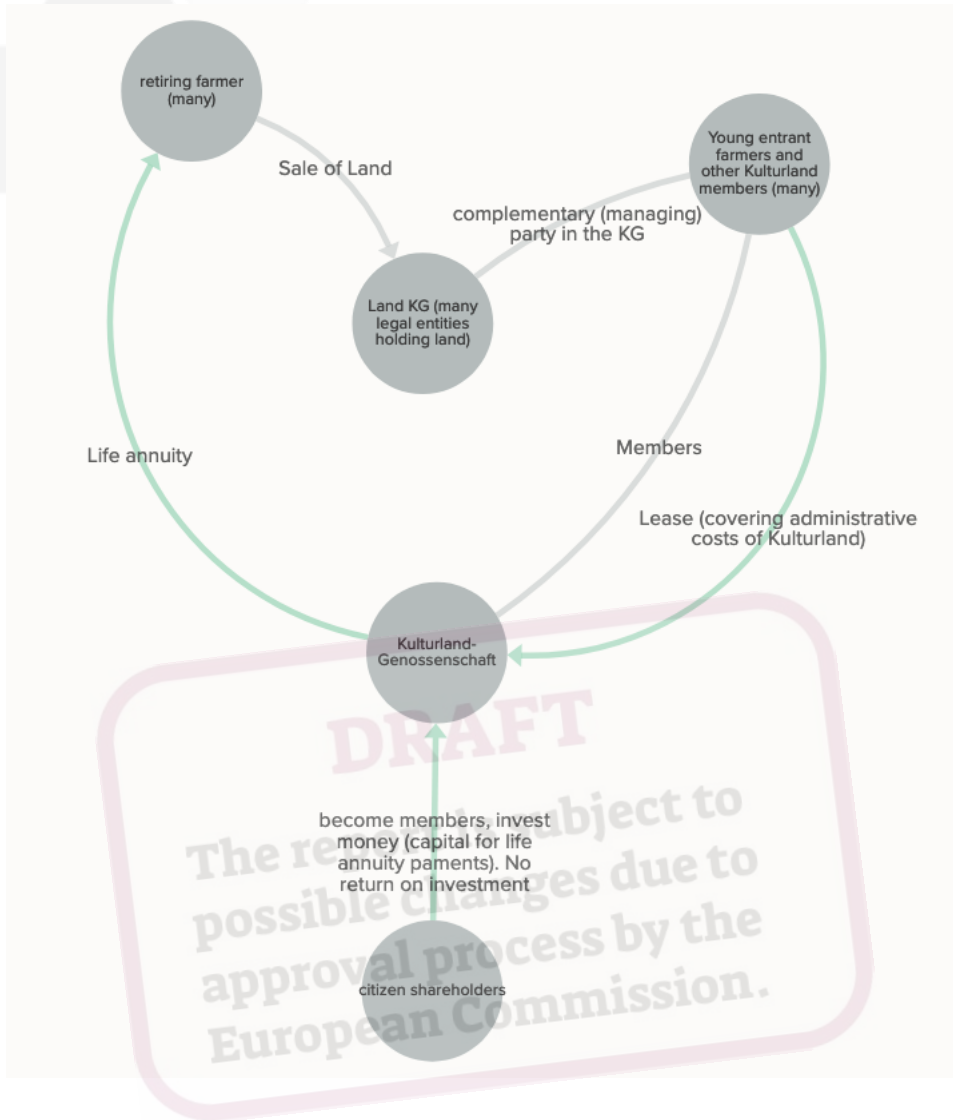 retiring farmer
(many)
Young entrant
farmers and
other Kulturland
members (many)
Sale of Land
complementary (managing)
party in the KG
Land KG (many
legal entities
holding land)
Life annuity
Members
Lease (covering administrative
costs of Kulturland)
Kulturland-
Genossenschaft
DRAFT
become members, invest
money (capital for life
annuity paments). No
return on investment
The report is subject to
possible changes due to
approval process by the
European Commission.
citizen shareholders